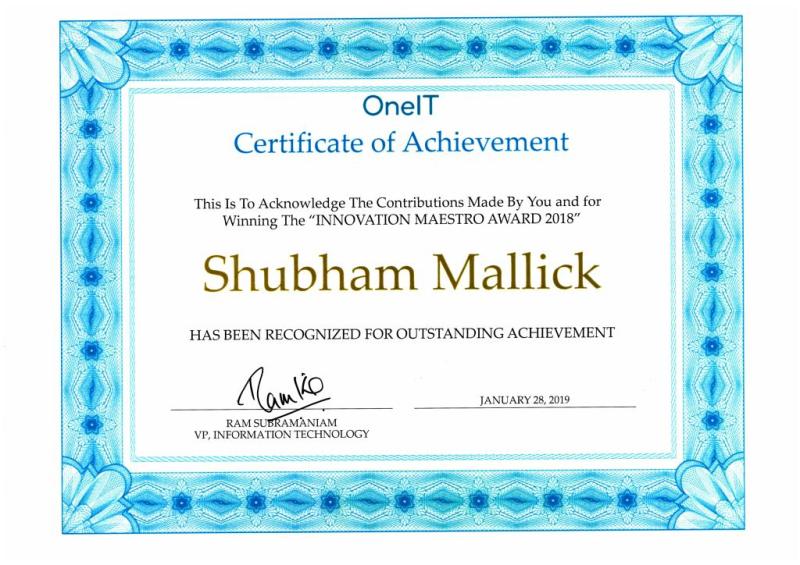 OneIT
Certificate of Achievement
This Is To Acknowledge The Contributions Made By You and for
Winning The “INNOVATION MAESTRO AWARD 2018”
Shubham Mallick
HAS BEEN RECOGNIZED FOR OUTSTANDING ACHIEVEMENT
RamKO
JANUARY 28, 2019
RAM SUBRAMANIAM
VP, INFORMATION TECHNOLOGY